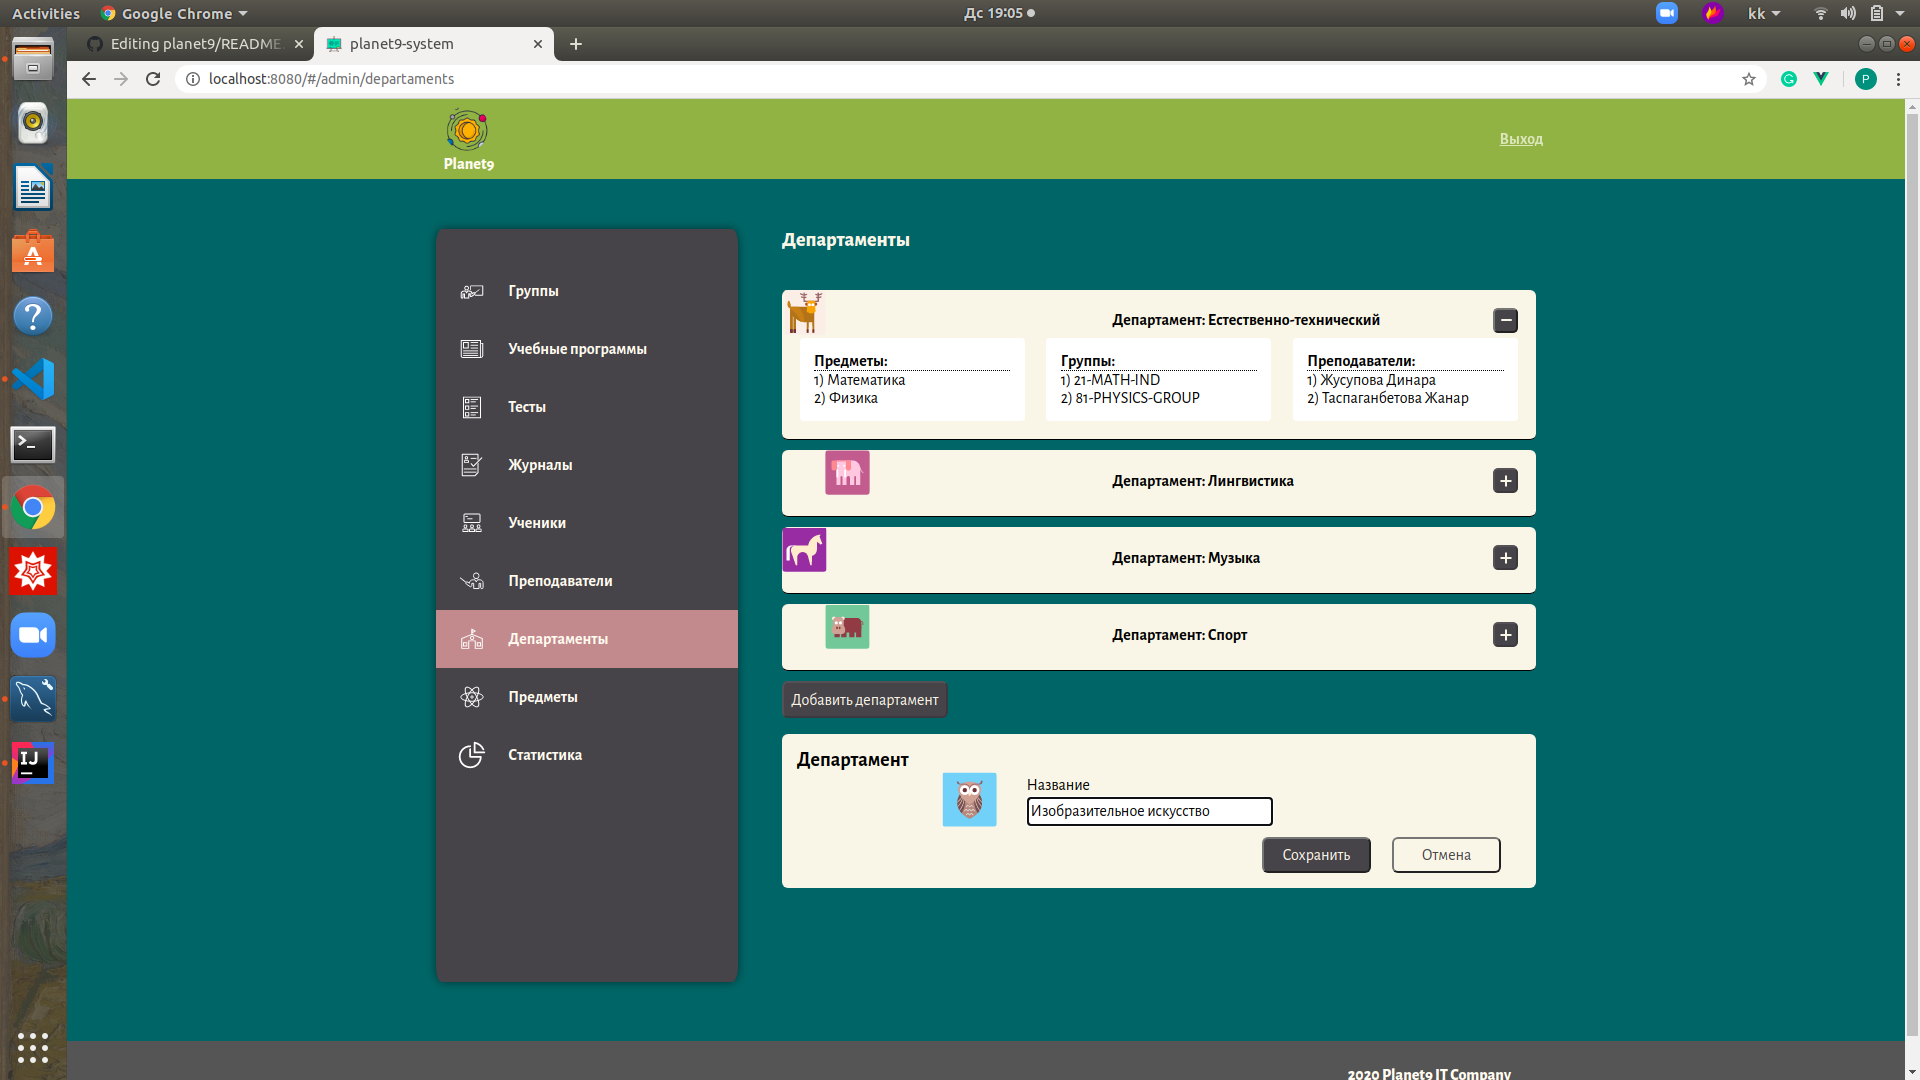 Activities
Google Chrome
Дс 19:05
kk
Editing planet9/README
planet9-system
localhost:8080/#/admin/departaments
P
Planet9
Выход
Группы
Учебные программы
Тесты
Журналы
Ученики
Преподаватели
Департаменты
Предметы
Статистика
Департаменты
Департамент: Естественно-технический
Предметы:
1) Математика
2) Физика
Группы:
1) 21-MATH-IND
2) 81-PHYSICS-GROUP
Преподаватели:
1) Жусупова Динара
2) Таспаганбетова Жанар
Департамент: Лингвистика
Департамент: Музыка
Департамент: Спорт
Добавить департамент
Департамент
Название
Изобразительное искусство
Сохранить
Отмена
2020 Planet9 IT Company
IJ